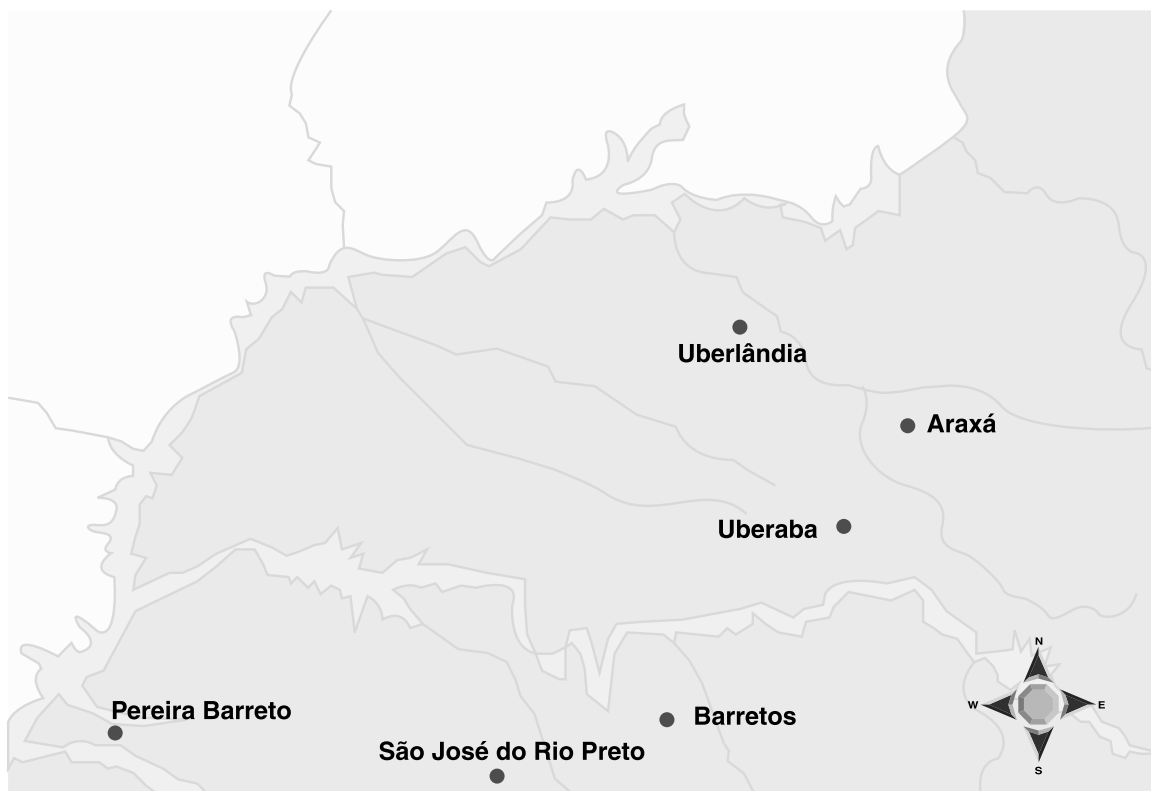 Uberlândia
Araxá
Uberaba
N
W
E
S
Pereira Barreto
Barretos
São José do Rio Preto